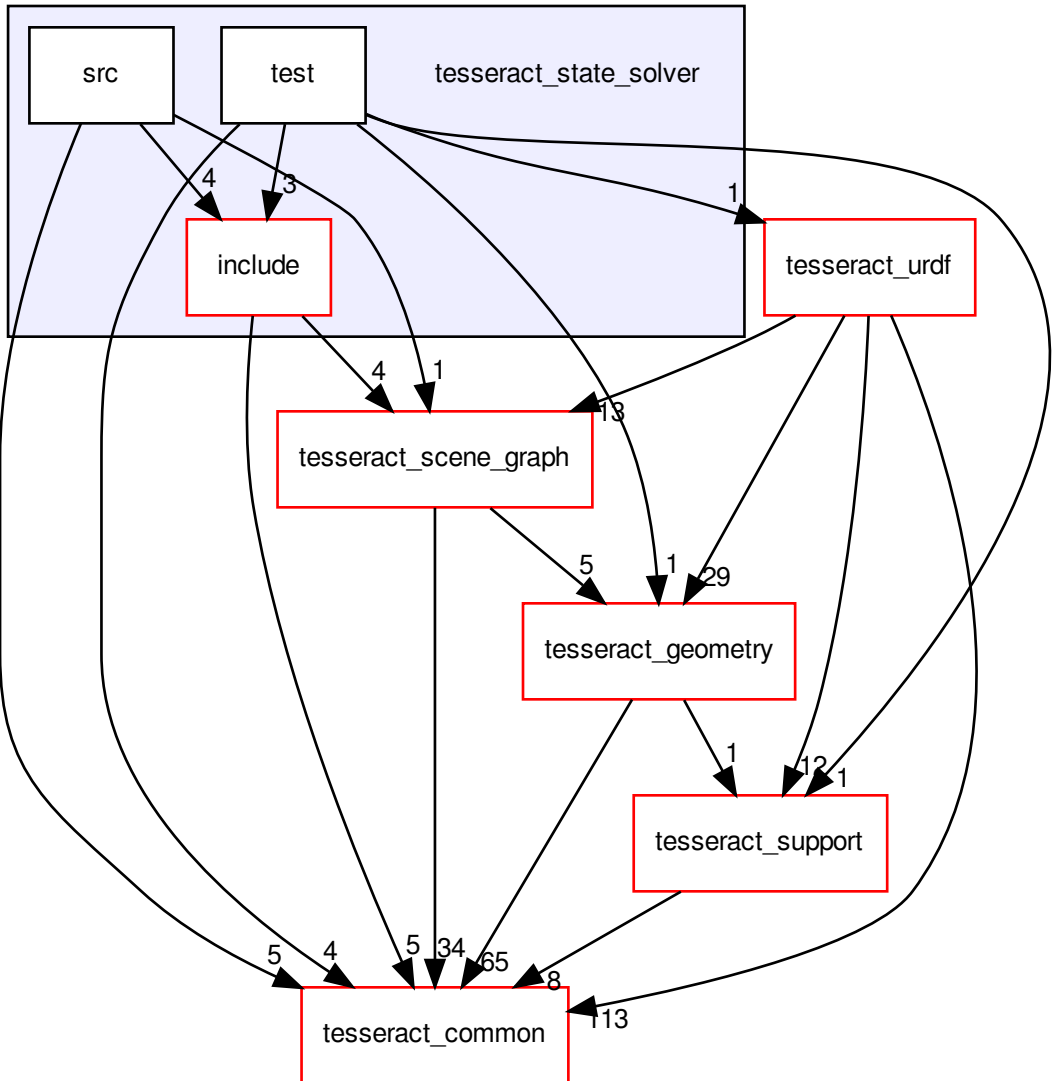 src
test
tesseract_state_solver
4
3
1
include
tesseract_urdf
4
1
13
tesseract_scene_graph
5
1
29
tesseract_geometry
1
12
1
tesseract_support
5
4
5
34
65
8
113
tesseract_common